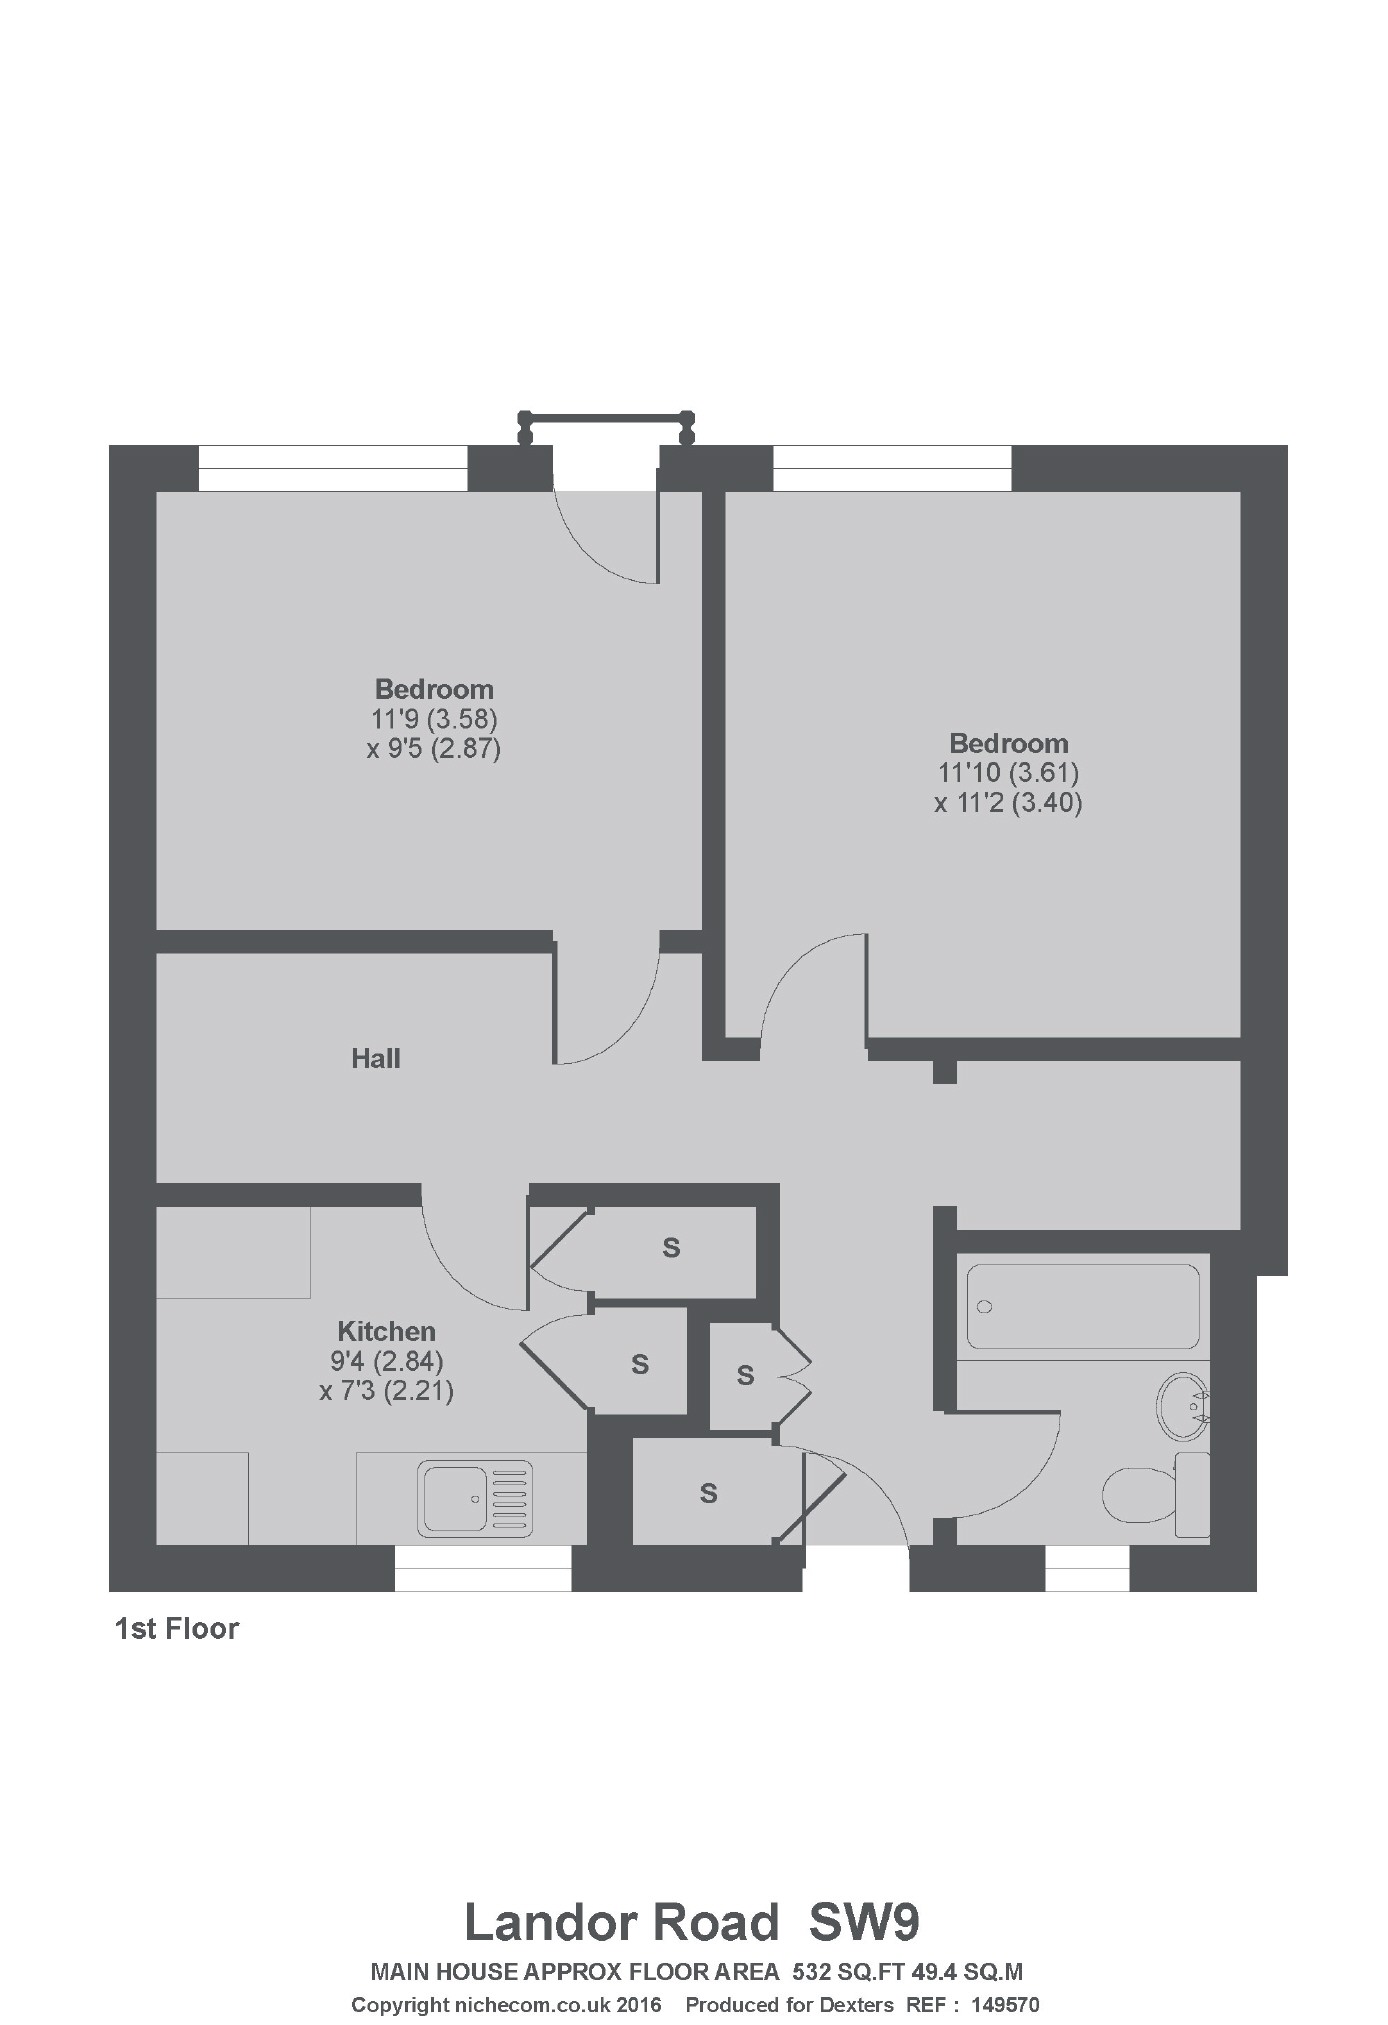 Bedroom
11'9 (3.58)
x 9'5 (2.87)
Bedroom
11'10 (3.61)
x 11'2 (3.40)
Hall
S
Kitchen
9'4 (2.84)
x 7'3 (2.21)
S
S
S
1st Floor
Landor Road SW9
MAIN HOUSE APPROX FLOOR AREA 532 SQ.FT 49.4 SQ.M
Copyright nichecom.co.uk 2016 Produced for Dexters REF : 149570